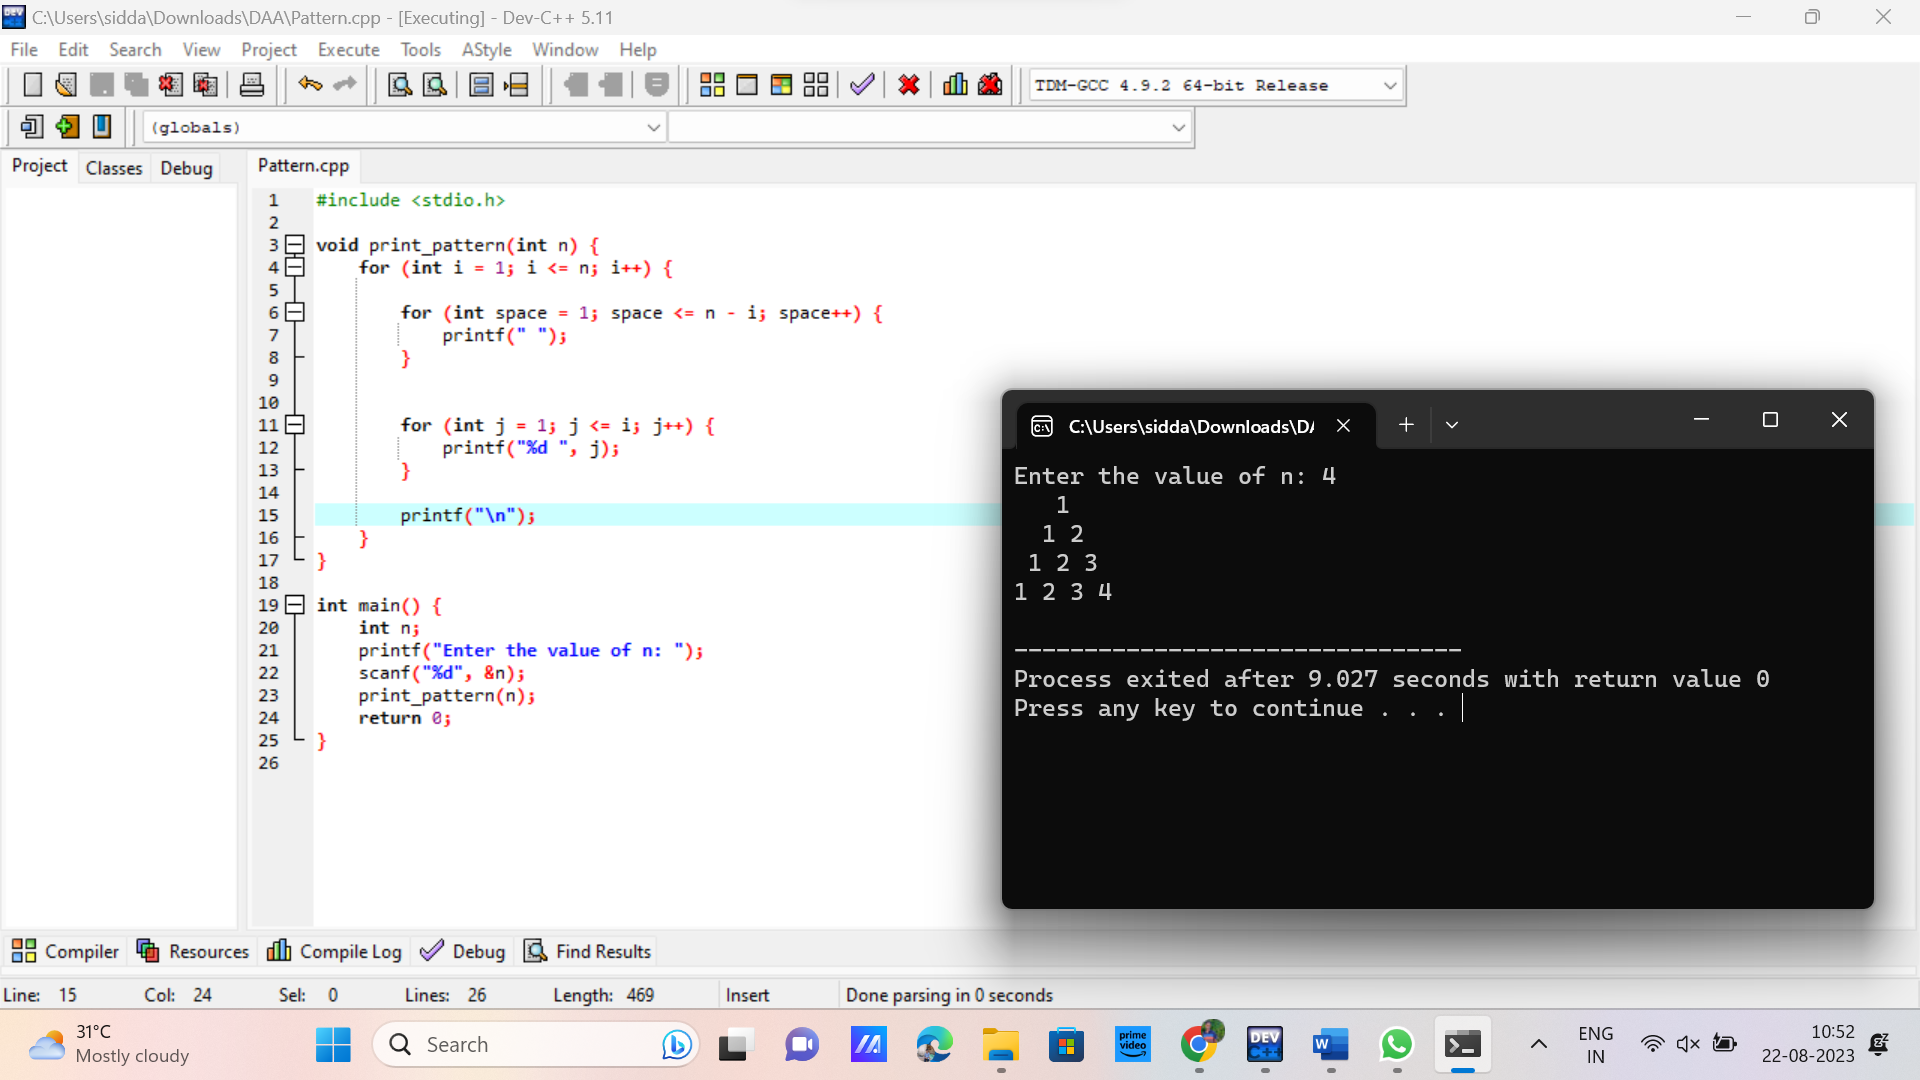 C:\Users\sidda\Downloads\DAA\Pattern.cpp - [Executing] - Dev-C++ 5.11
File Edit Search View Project Execute Tools AStyle Window Help
TDM-GCC 4.9.2 64-bit Release
(globals)
Project Classes Debug Pattern.cpp
1 #include <stdio.h>
2
3 void print_pattern(int n) {
4 for (int i = 1; i <= n; i++) {
5
6 for (int space = 1; space <= n - i; space++) {
7 printf(" ");
8 }
9
10
11 for (int j = 1; j <= i; j++) {
12 printf("%d ", j);
13 }
14
15 printf("\n");
16 }
17 }
18
19 int main() {
20 int n;
21 printf("Enter the value of n: ");
22 scanf("%d", &n);
23 print_pattern(n);
24 return 0;
25 }
26
C:\Users\sidda\Downloads\DA
Enter the value of n: 4
1
1 2
1 2 3
1 2 3 4
--------------------------------
Process exited after 9.027 seconds with return value 0
Press any key to continue . . .
Compiler Resources Compile Log Debug Find Results
Line: 15 Col: 24 Sel: 0 Lines: 26 Length: 469 Insert Done parsing in 0 seconds
31°C
Mostly cloudy
Search
prime video
DEV C++
W
ENG
IN
10:52
22-08-2023